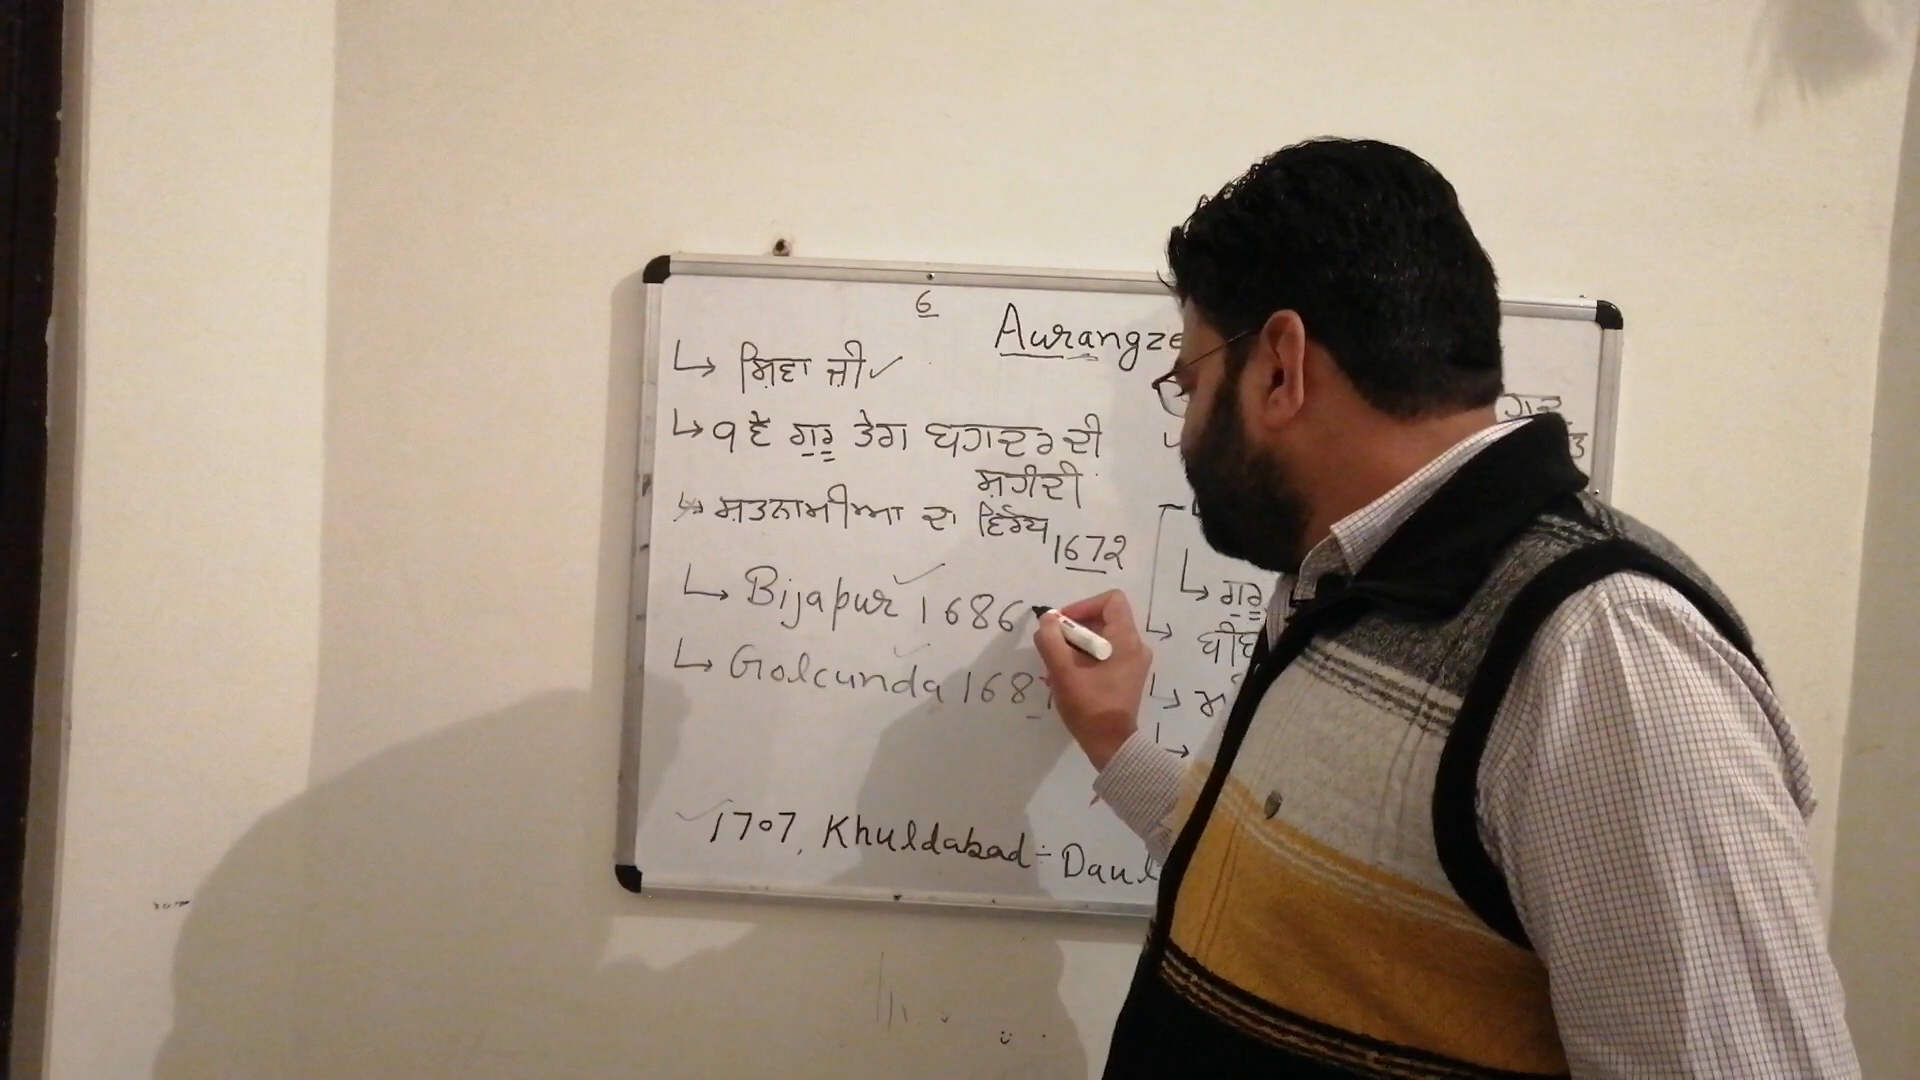 6
Aurangze
↳ ਸ਼ਿਵਾ ਜੀ ✓
↳ 9ਵੇਂ ਗੁਰੂ ਤੇਗ ਬਹਾਦਰ ਦੀ
ਸ਼ਹੀਦੀ
↳ ਸਤਨਾਮੀਆ ਦਾ ਵਿਰੋਧ 1672
↳ Bijapur ✓ 1686
↳ Golcunda 1687
✓ 1707, Khuldabad÷ Daul
↳ ਗੁਰੂ